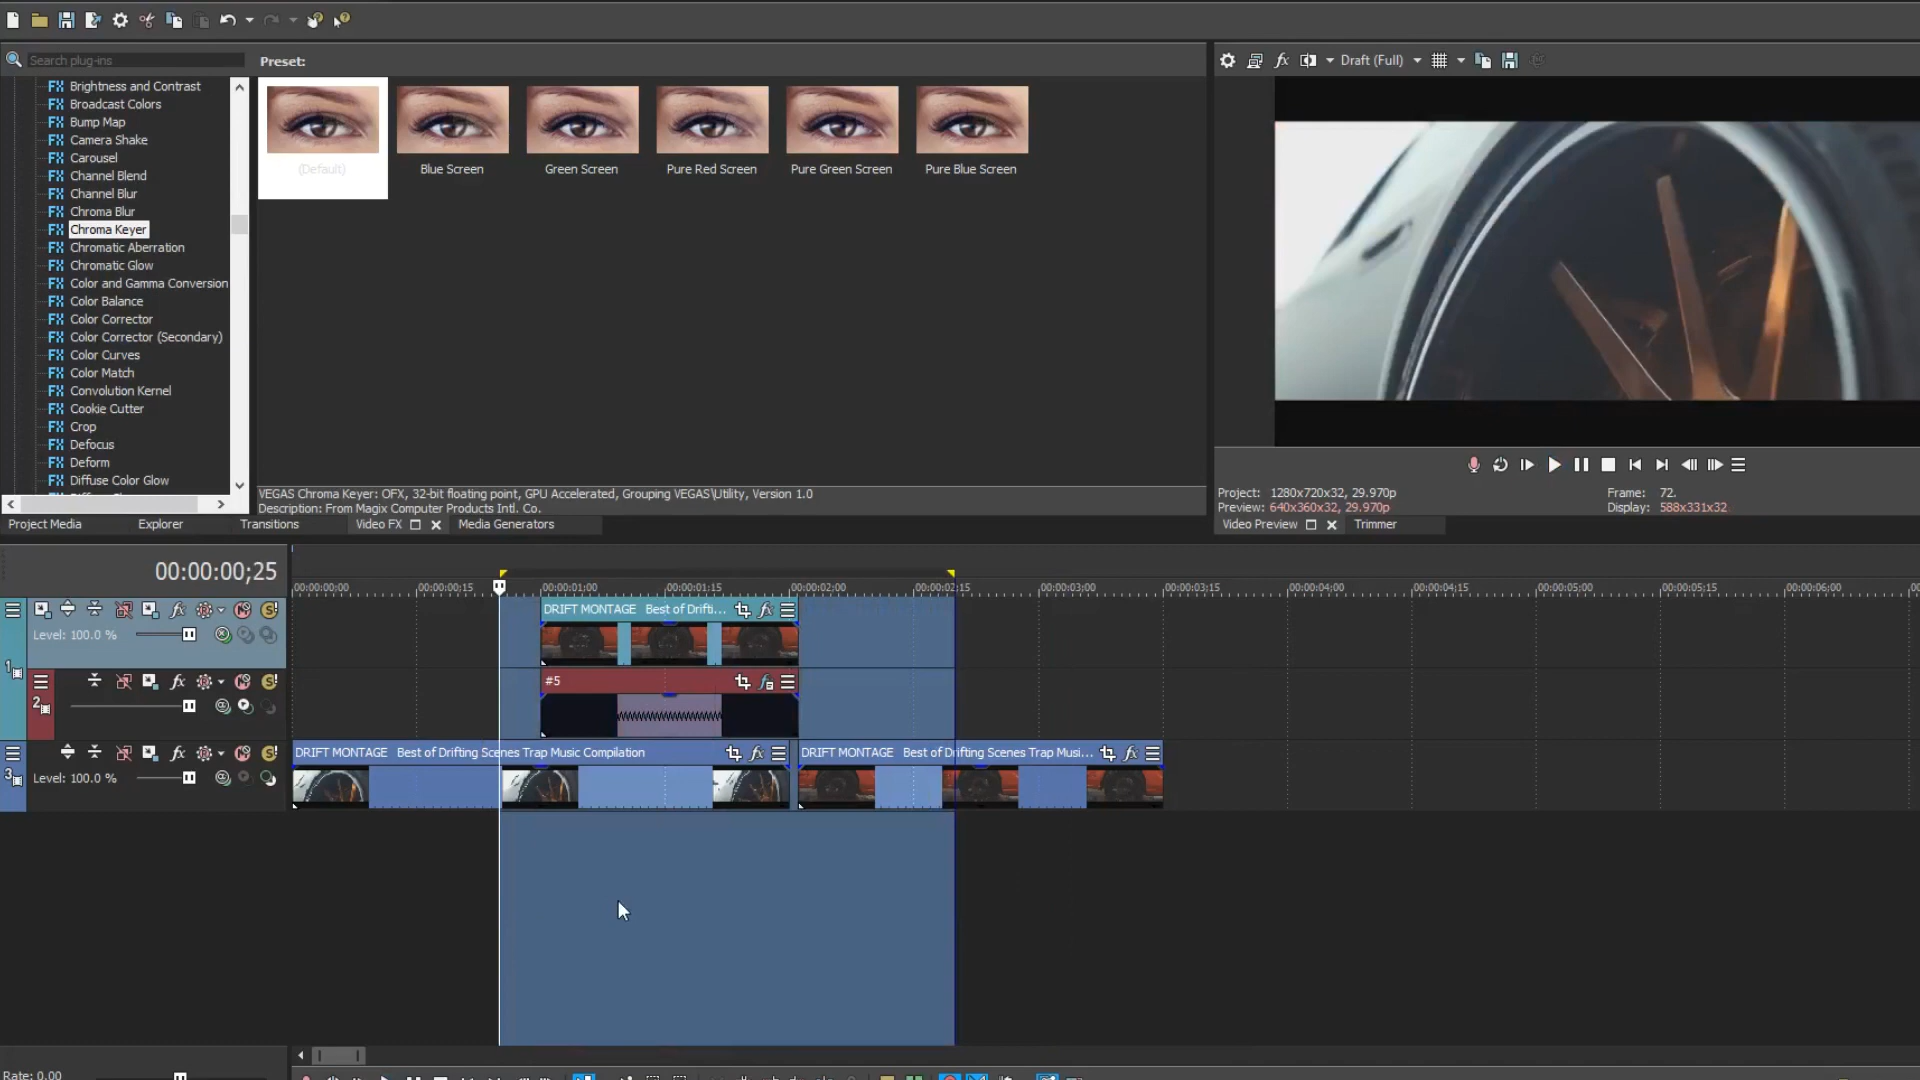 Search plug-ins
Preset:
Draft (Full)
Brightness and Contrast
Broadcast Colors
Bump Map
Camera Shake
Carousel
Channel Blend
Channel Blur
Chroma Blur
Chroma Keyer
Chromatic Aberration
Chromatic Glow
Color and Gamma Conversion
Color Balance
Color Corrector
Color Corrector (Secondary)
Color Curves
Color Match
Convolution Kernel
Cookie Cutter
Crop
Defocus
Deform
Diffuse Color Glow
(Default)
Blue Screen
Green Screen
Pure Red Screen
Pure Green Screen
Pure Blue Screen
VEGAS Chroma Keyer: OFX, 32-bit floating point, GPU Accelerated, Grouping VEGAS\Utility, Version 1.0
Description: From Magix Computer Products Intl. Co.
Project Media
Explorer
Transitions
Video FX
Media Generators
Project: 1280x720x32, 29.970p
Preview: 640x360x32, 29.970p
Frame: 72.
Display: 588x331x32
Video Preview
Trimmer
00:00:00;25
00:00:00;00
00:00:00;15
00:00:01;00
00:00:01;15
00:00:02;00
00:00:02;15
00:00:03;00
00:00:03;15
00:00:04;00
00:00:04;15
00:00:05;00
00:00:05;15
00:00:06;00
1
Level: 100.0 %
DRIFT MONTAGE Best of Drifti...
2
#5
3
Level: 100.0 %
DRIFT MONTAGE Best of Drifting Scenes Trap Music Compilation
DRIFT MONTAGE Best of Drifting Scenes Trap Musi...
Rate: 0.00